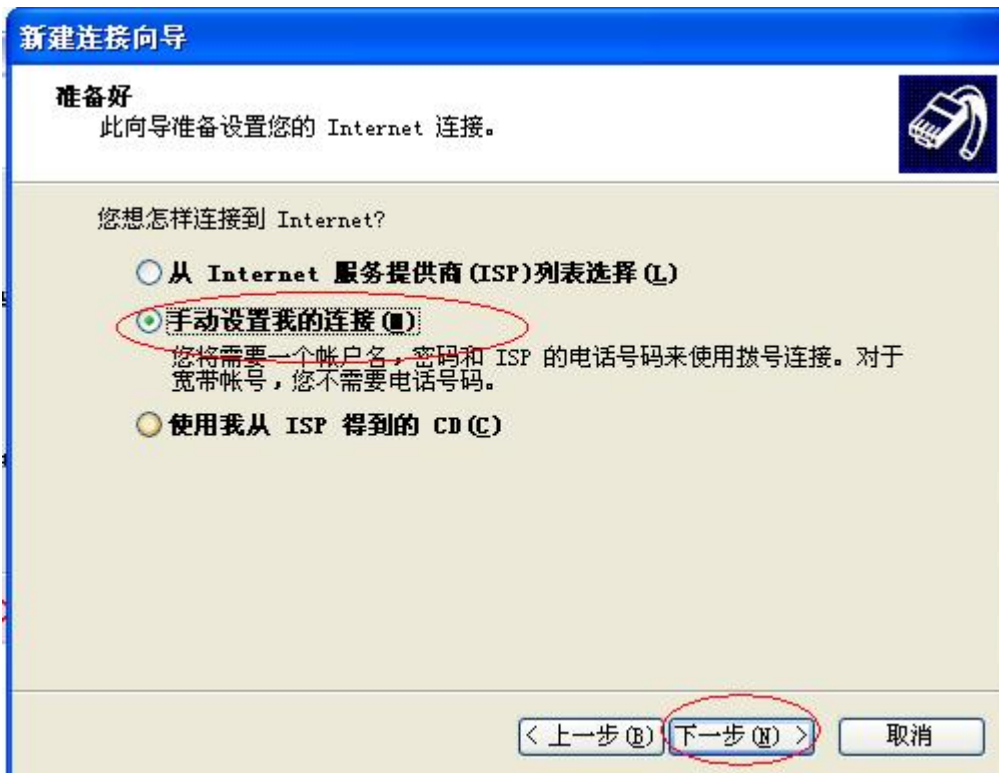 新建连接向导
准备好
此向导准备设置您的 Internet 连接。
您想怎样连接到 Internet?
从 Internet 服务提供商(ISP)列表选择(L)
手动设置我的连接(M)
您将需要一个帐户名，密码和 ISP 的电话号码来使用拨号连接。对于
宽带帐号，您不需要电话号码。
使用我从 ISP 得到的 CD(C)
< 上一步(B) 下一步(N) > 取消